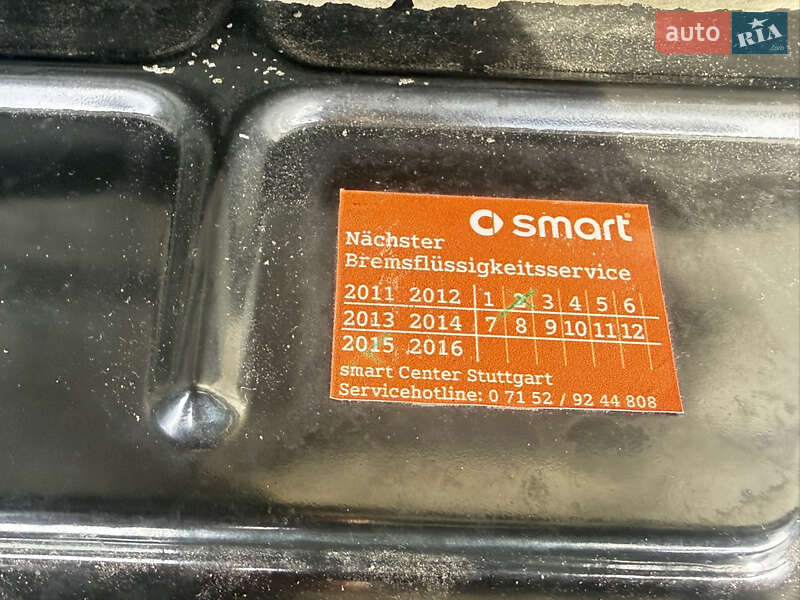 auto RIA .com
smart
Nächster
Bremsflüssigkeitsservice
2011 2012 1 2 3 4 5 6
2013 2014 7 8 9 10 11 12
2015 2016
smart Center Stuttgart
Servicehotline: 0 71 52 / 92 44 808